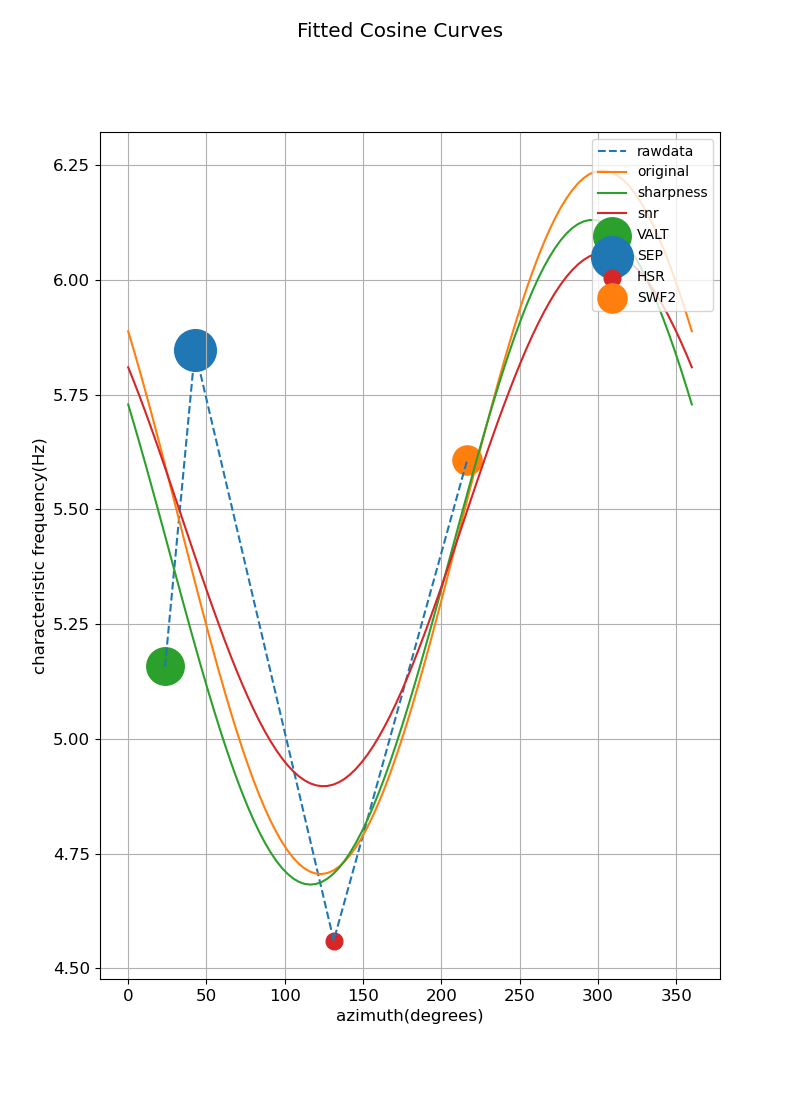 Fitted Cosine Curves
rawdata
original
sharpness
snr
VALT
SEP
HSR
SWF2
characteristic frequency(Hz)
6.25
6.00
5.75
5.50
5.25
5.00
4.75
4.50
0 50 100 150 200 250 300 350
azimuth(degrees)